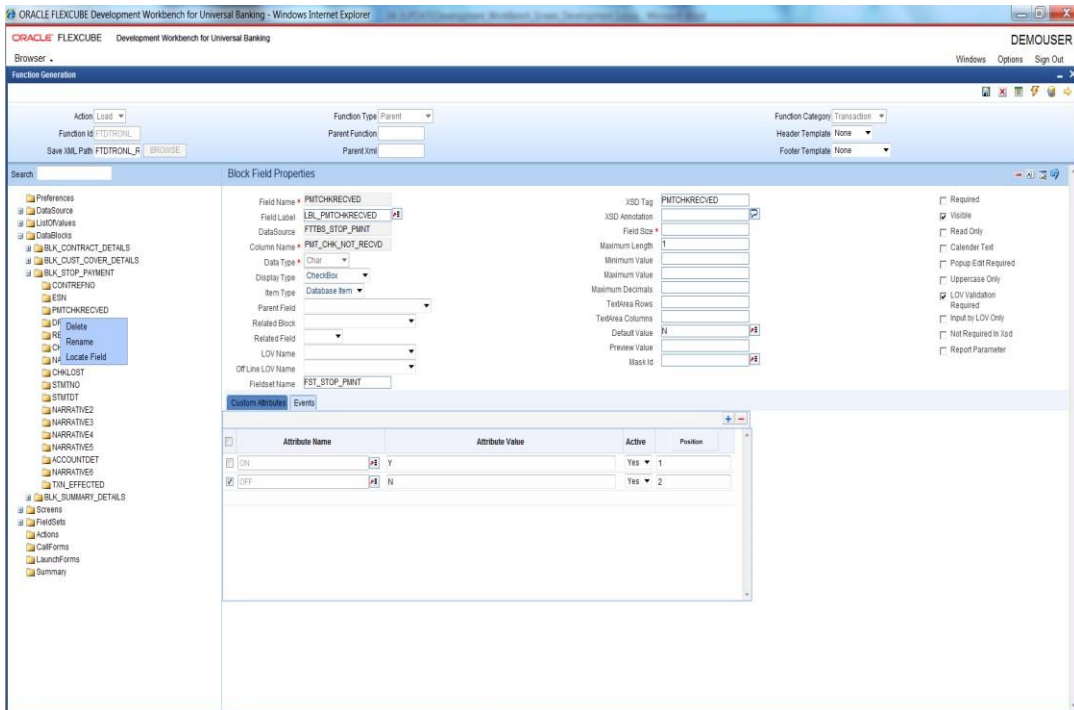 ORACLE FLEXCUBE Development Workbench for Universal Banking - Windows Internet Explorer
ORACLE FLEXCUBE Development Workbench for Universal Banking
DEMOUSER
Browser
Windows Options Sign Out
Function Generation
Action Load
Function Type Parent
Function Category Transaction
Function Id FTDTRONL
Parent Function
Header Template None
Save XML Path FTDTRONL_R BROWSE
Parent Xml
Footer Template None
Search
Preferences
DataSource
ListOfValues
DataBlocks
BLK_CONTRACT_DETAILS
BLK_CUST_COVER_DETAILS
BLK_STOP_PAYMENT
CONTREFNO
ESN
PMTCHKRECVED
Delete
Rename
Locate Field
CHKLOST
STMTNO
STMTDT
NARRATIVE2
NARRATIVE3
NARRATIVE4
NARRATIVE5
ACCOUNTDET
NARRATIVE6
TXN_EFFECTED
BLK_SUMMARY_DETAILS
Screens
FieldSets
Actions
CallForms
LaunchForms
Summary
Block Field Properties
Field Name * PMTCHKRECVED
Field Label LBL_PMTCHKRECVED
DataSource FTTBS_STOP_PMNT
Column Name * PMT_CHK_NOT_RECVD
Data Type * Char
Display Type CheckBox
Item Type Database Item
Parent Field
Related Block
Related Field
LOV Name
Off Line LOV Name
Fieldset Name FST_STOP_PMNT
XSD Tag PMTCHKRECVED
XSD Annotation
Field Size *
Maximum Length 1
Minimum Value
Maximum Value
Maximum Decimals
TextArea Rows
TextArea Columns
Default Value N
Preview Value
Mask Id
Required
Visible
Read Only
Calender Text
Popup Edit Required
Uppercase Only
LOV Validation
Required
Input by LOV Only
Not Required In Xsd
Report Parameter
Custom Attributes Events
Attribute Name Attribute Value Active Position
ON Y Yes 1
OFF N Yes 2